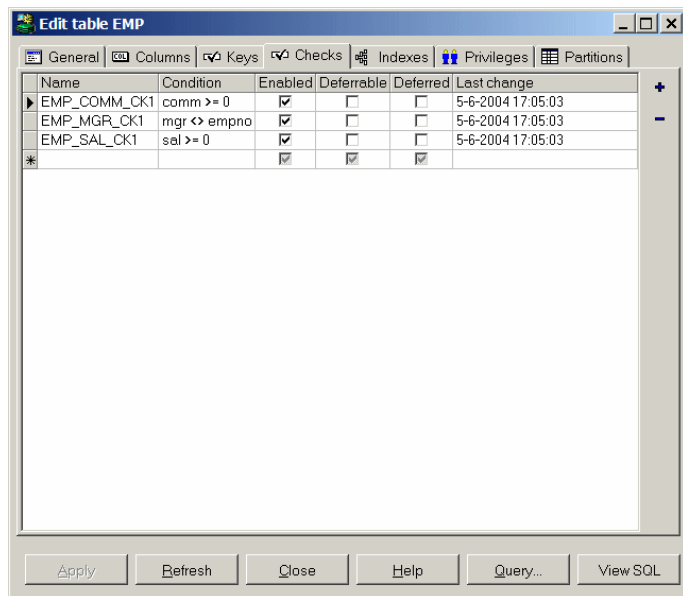 Edit table EMP
General Columns Keys Checks Indexes Privileges Partitions
Name Condition Enabled Deferrable Deferred Last change
EMP_COMM_CK1 comm >= 0 5-6-2004 17:05:03
EMP_MGR_CK1 mgr <> empno 5-6-2004 17:05:03
EMP_SAL_CK1 sal >= 0 5-6-2004 17:05:03
Apply Refresh Close Help Query... View SQL